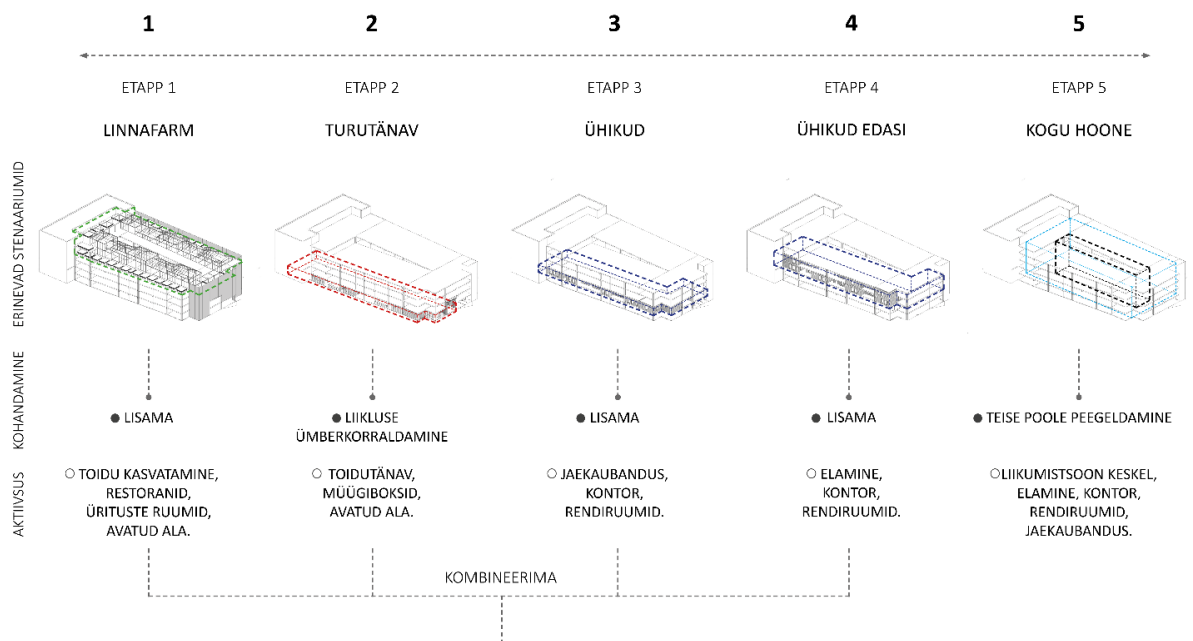 1 2 3 4 5
ETAPP 1 ETAPP 2 ETAPP 3 ETAPP 4 ETAPP 5
LINNAFARM TURUTÄNAV ÜHIKUD ÜHIKUD EDASI KOGU HOONE
ERINEVAD STENAARIUMID
KOHANDAMINE
LISAMA
LIIKLUSE
ÜMBERKORRALDAMINE
LISAMA
LISAMA
TEISE POOLE PEEGELDAMINE
AKTIIVSUS
TOIDU KASVATAMINE,
RESTORANID,
ÜRITUSTE RUUMID,
AVATUD ALA.
TOIDUTÄNAV,
MÜÜGIBOKSID,
AVATUD ALA.
JAEKAUBANDUS,
KONTOR,
RENDIRUUMID.
ELAMINE,
KONTOR,
RENDIRUUMID.
LIIKUMISTSOON KESKEL,
ELAMINE, KONTOR,
RENDIRUUMID,
JAEKAUBANDUS.
KOMBINEERIMA